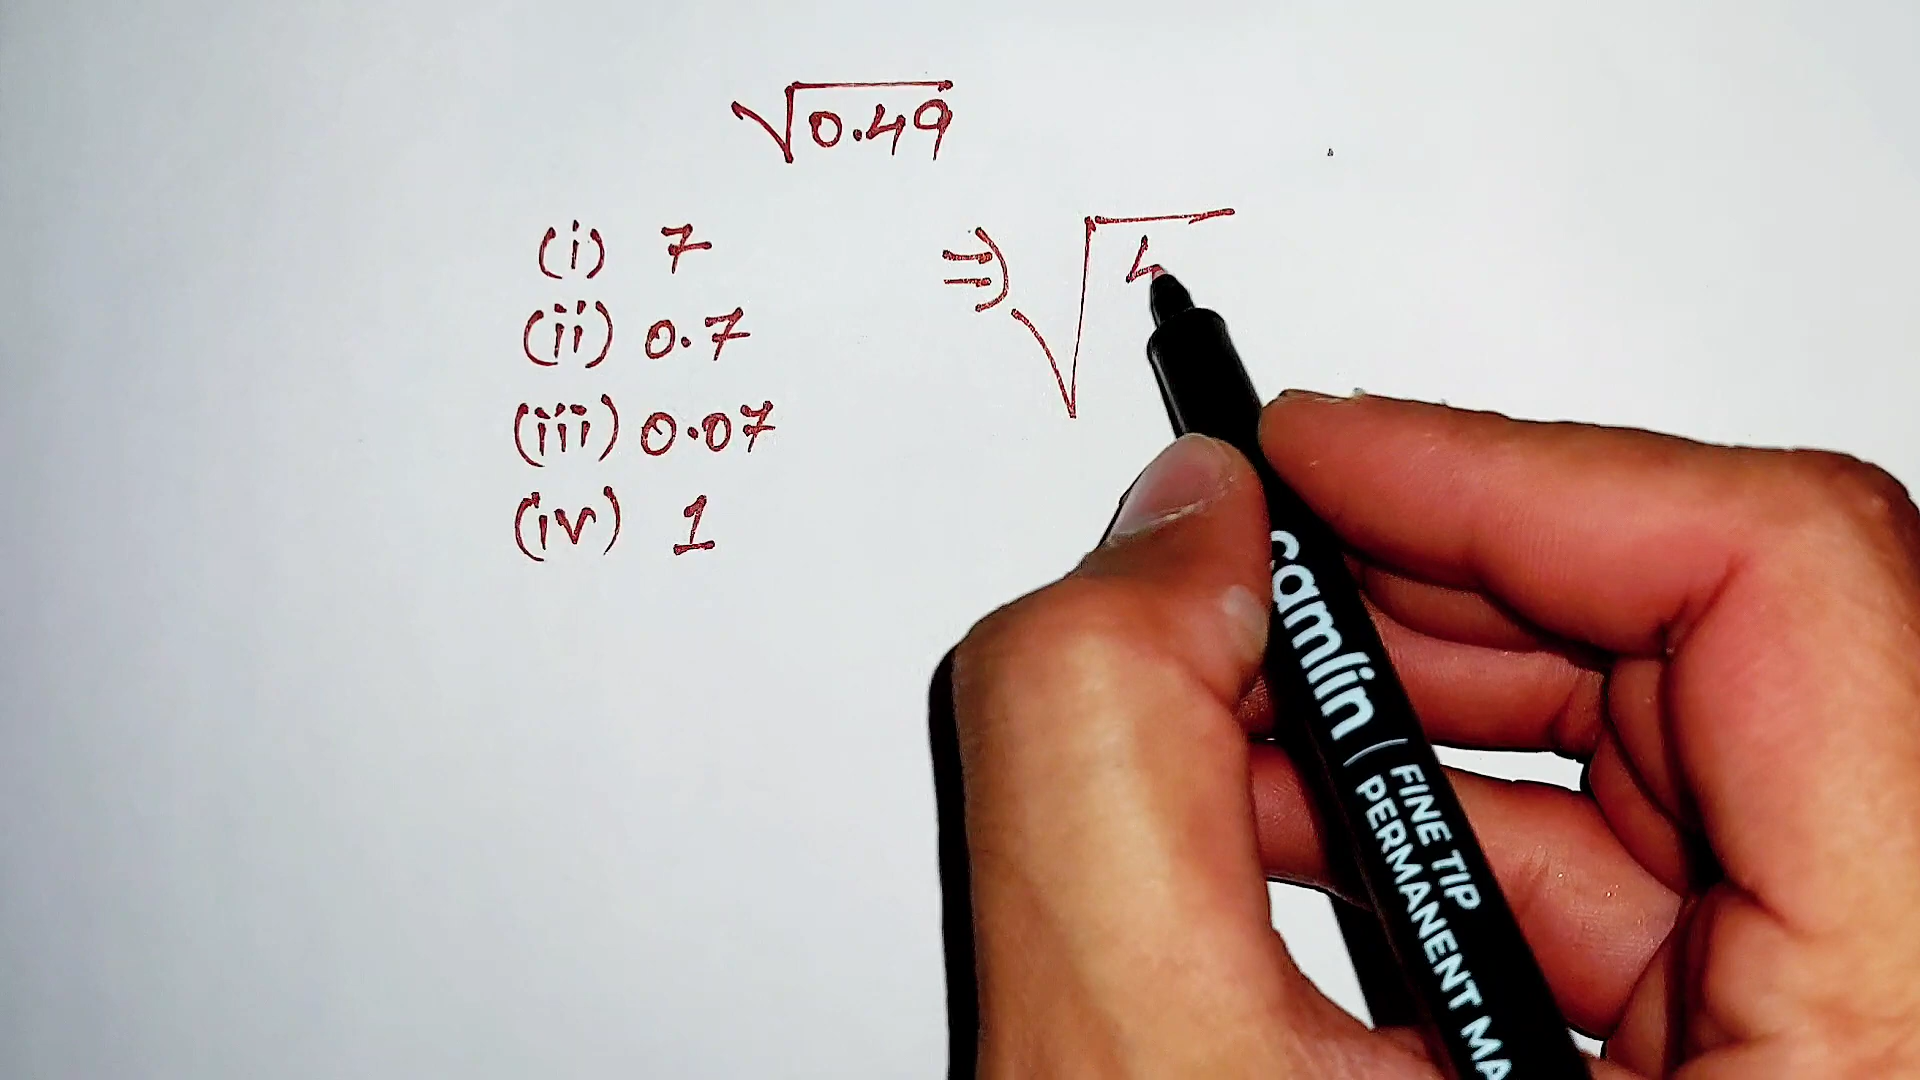 √0.49
(i) 7
(ii) 0.7
(iii) 0.07
(iv) 1
⇒) √4
camlin | FINE TIP
PERMANENT MA